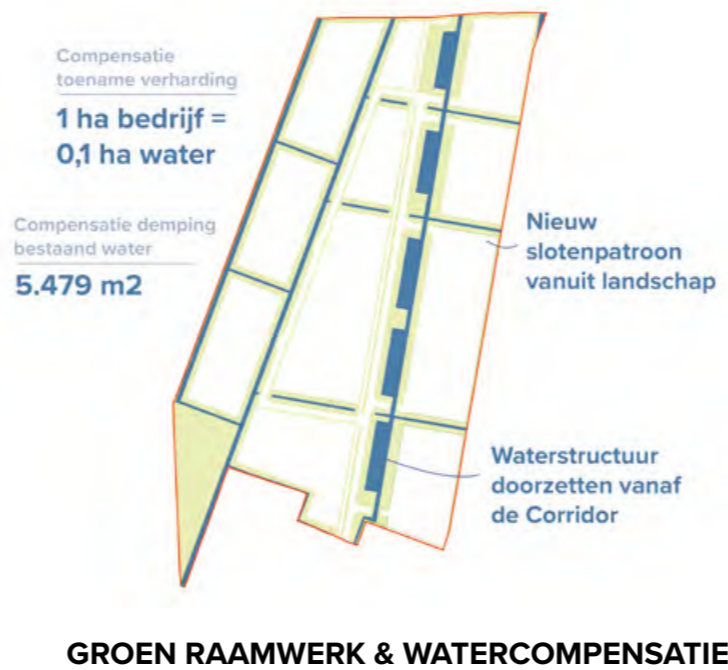 Compensatie
toename verharding
1 ha bedrijf =
0,1 ha water
Compensatie demping
bestaand water
5.479 m2
Nieuw
slotenpatroon
vanuit landschap
Waterstructuur
doorzetten vanaf
de Corridor
GROEN RAAMWERK & WATERCOMPENSATIE